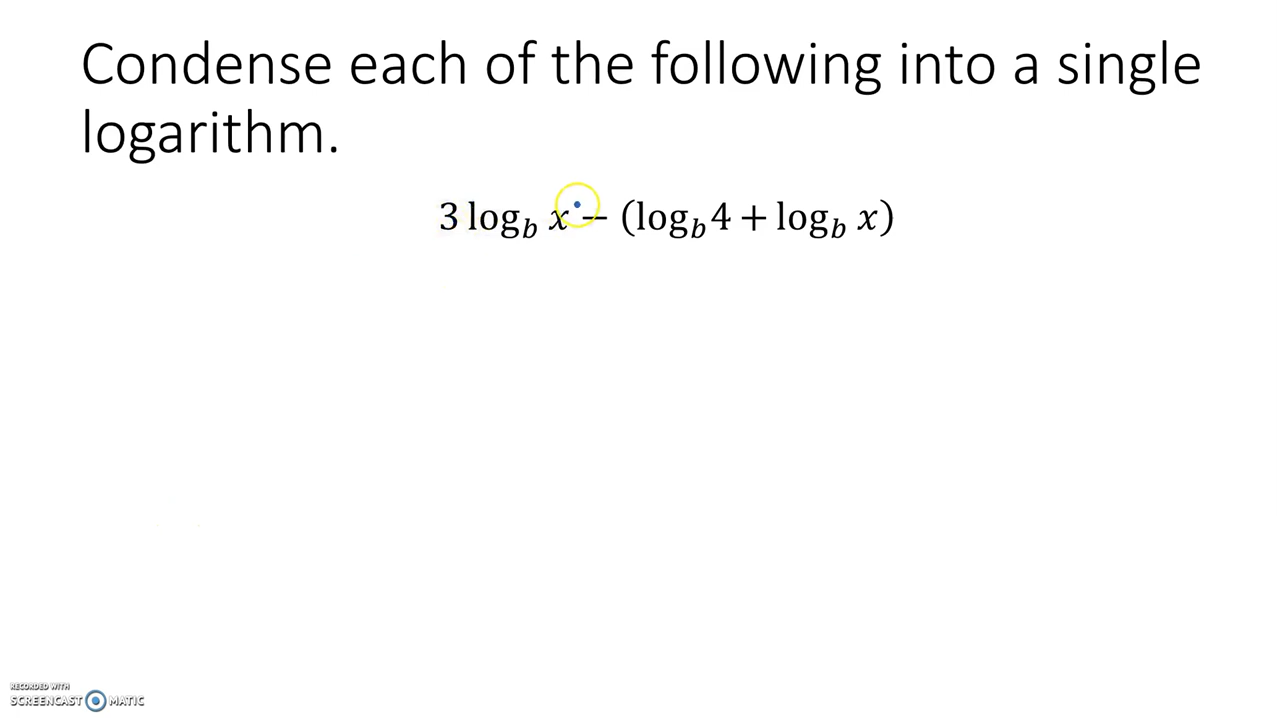 Condense each of the following into a single
logarithm.
3 log_b x − (log_b 4 + log_b x)
RECORDED WITH
SCREENCAST MATIC